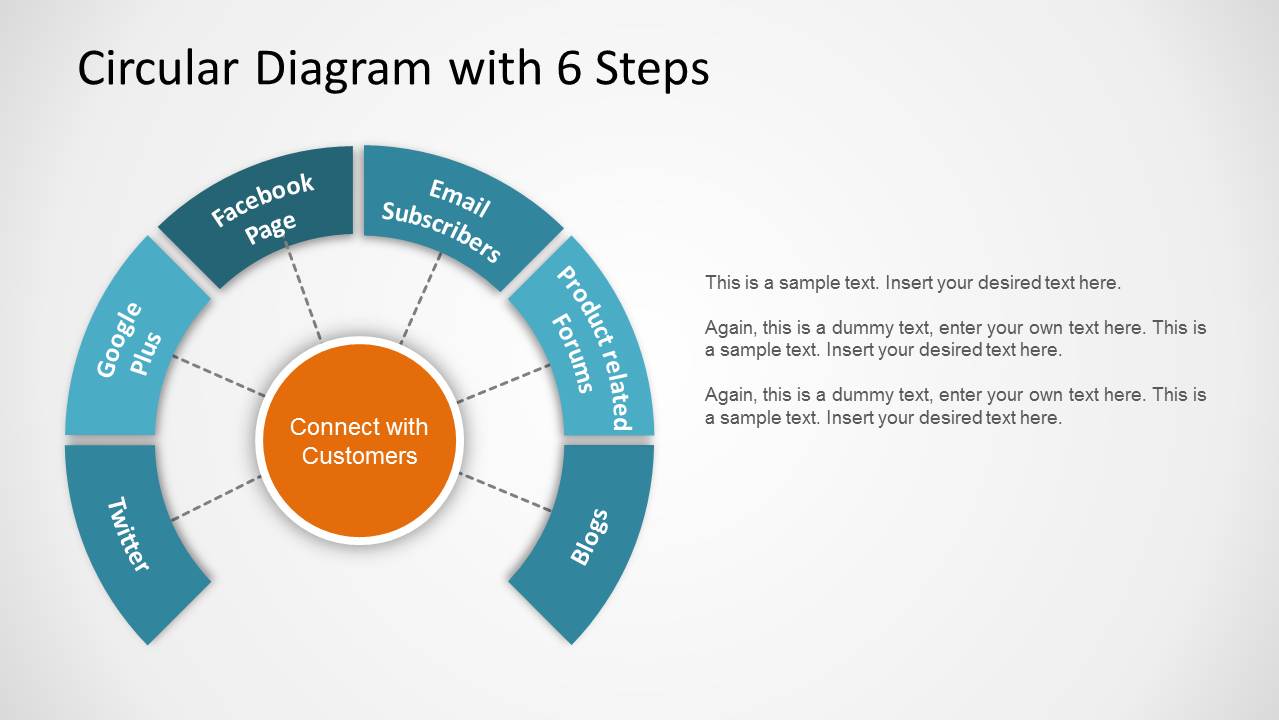 Circular Diagram with 6 Steps
Facebook
Page
Email
Subscribers
Google
Plus
Product related
Forums
Twitter
Blogs
Connect with
Customers
This is a sample text. Insert your desired text here.
Again, this is a dummy text, enter your own text here. This is
a sample text. Insert your desired text here.
Again, this is a dummy text, enter your own text here. This is
a sample text. Insert your desired text here.